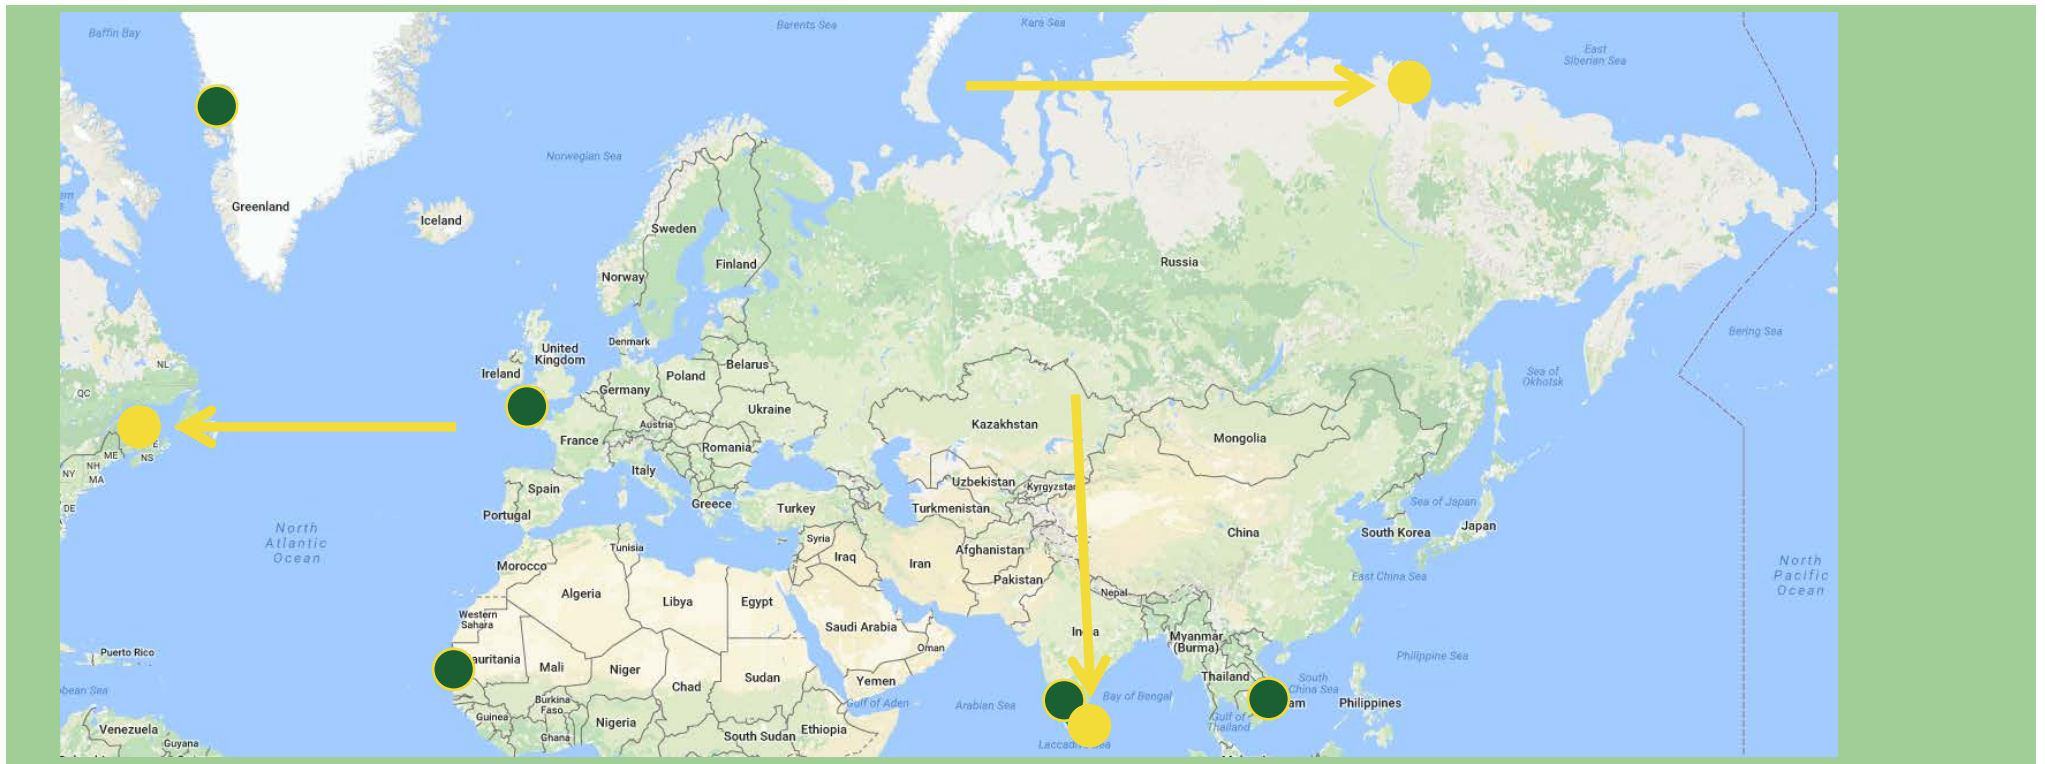 Baffin Bay
Barents Sea
Kara Sea
East
Siberian Sea
Norwegian Sea
Greenland
Iceland
Sweden
Finland
Norway
Russia
Bering Sea
United
Kingdom
Denmark
Ireland
Belarus
Poland
Germany
NL
QC
Sea of
Okhotsk
Ukraine
Austria
France
Romania
Kazakhstan
Mongolia
ME
E
NS
NH
NY
MA
DE
Italy
Spain
Greece
Portugal
Turkey
Uzbekistan
Kyrgyzstan
Turkmenistan
Sea of Japan
Japan
South Korea
China
North
Atlantic
Ocean
Tunisia
Syria
Iraq
Iran
Afghanistan
Pakistan
Morocco
Algeria
Libya
Egypt
Nepal
East China Sea
North
Pacific
Ocean
Western
Sahara
Saudi Arabia
Oman
Myanmar
(Burma)
Puerto Rico
uritania
Mali
Niger
Chad
Sudan
Yemen
Thailand
Philippine Sea
bean Sea
Gulf of Aden
Arabian Sea
Bay of Bengal
South
China Sea
am
Philippines
Burkina
Faso
Guinea
Ghana
Nigeria
South Sudan
Ethiopia
Gulf of
Thailand
Venezuela
Guyana